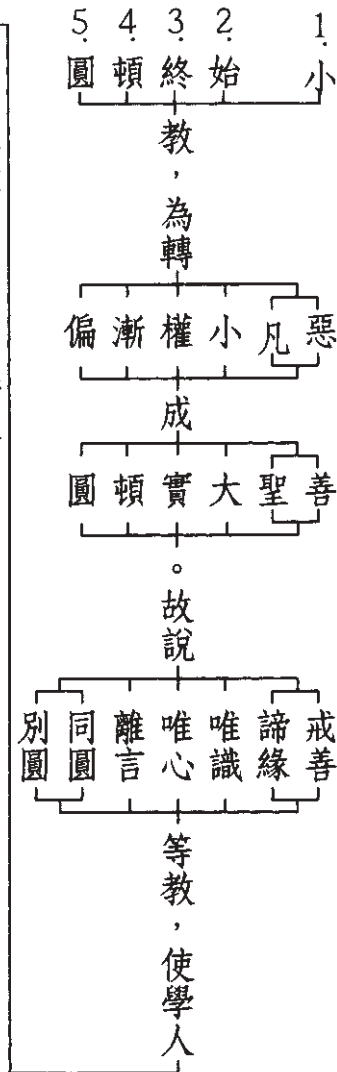 1. 小
2. 始
3. 終
4. 頓
5. 圓
教，為轉
惡
凡
小
權
漸
偏
成
善
聖
大
實
頓
圓
。故說
戒善
諦緣
唯識
唯心
離言
同圓
別圓
等教，使學人